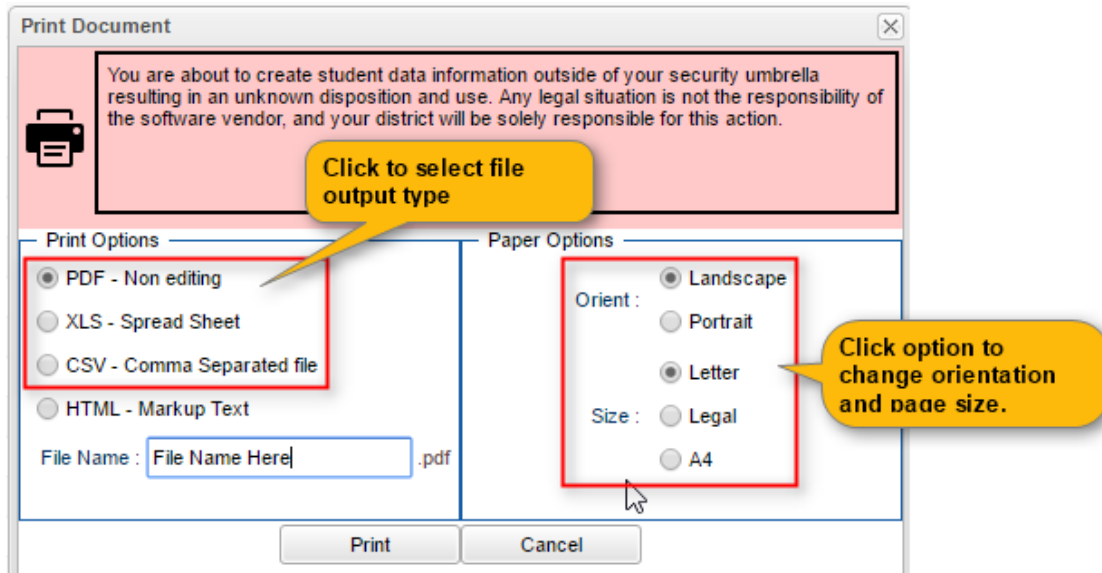 Print Document
You are about to create student data information outside of your security umbrella
resulting in an unknown disposition and use. Any legal situation is not the responsibility of
the software vendor, and your district will be solely responsible for this action.
Click to select file
output type
Print Options
PDF - Non editing
XLS - Spread Sheet
CSV - Comma Separated file
HTML - Markup Text
File Name : File Name Here .pdf
Paper Options
Orient :
Landscape
Portrait
Size :
Letter
Legal
A4
Click option to
change orientation
and page size.
Print
Cancel